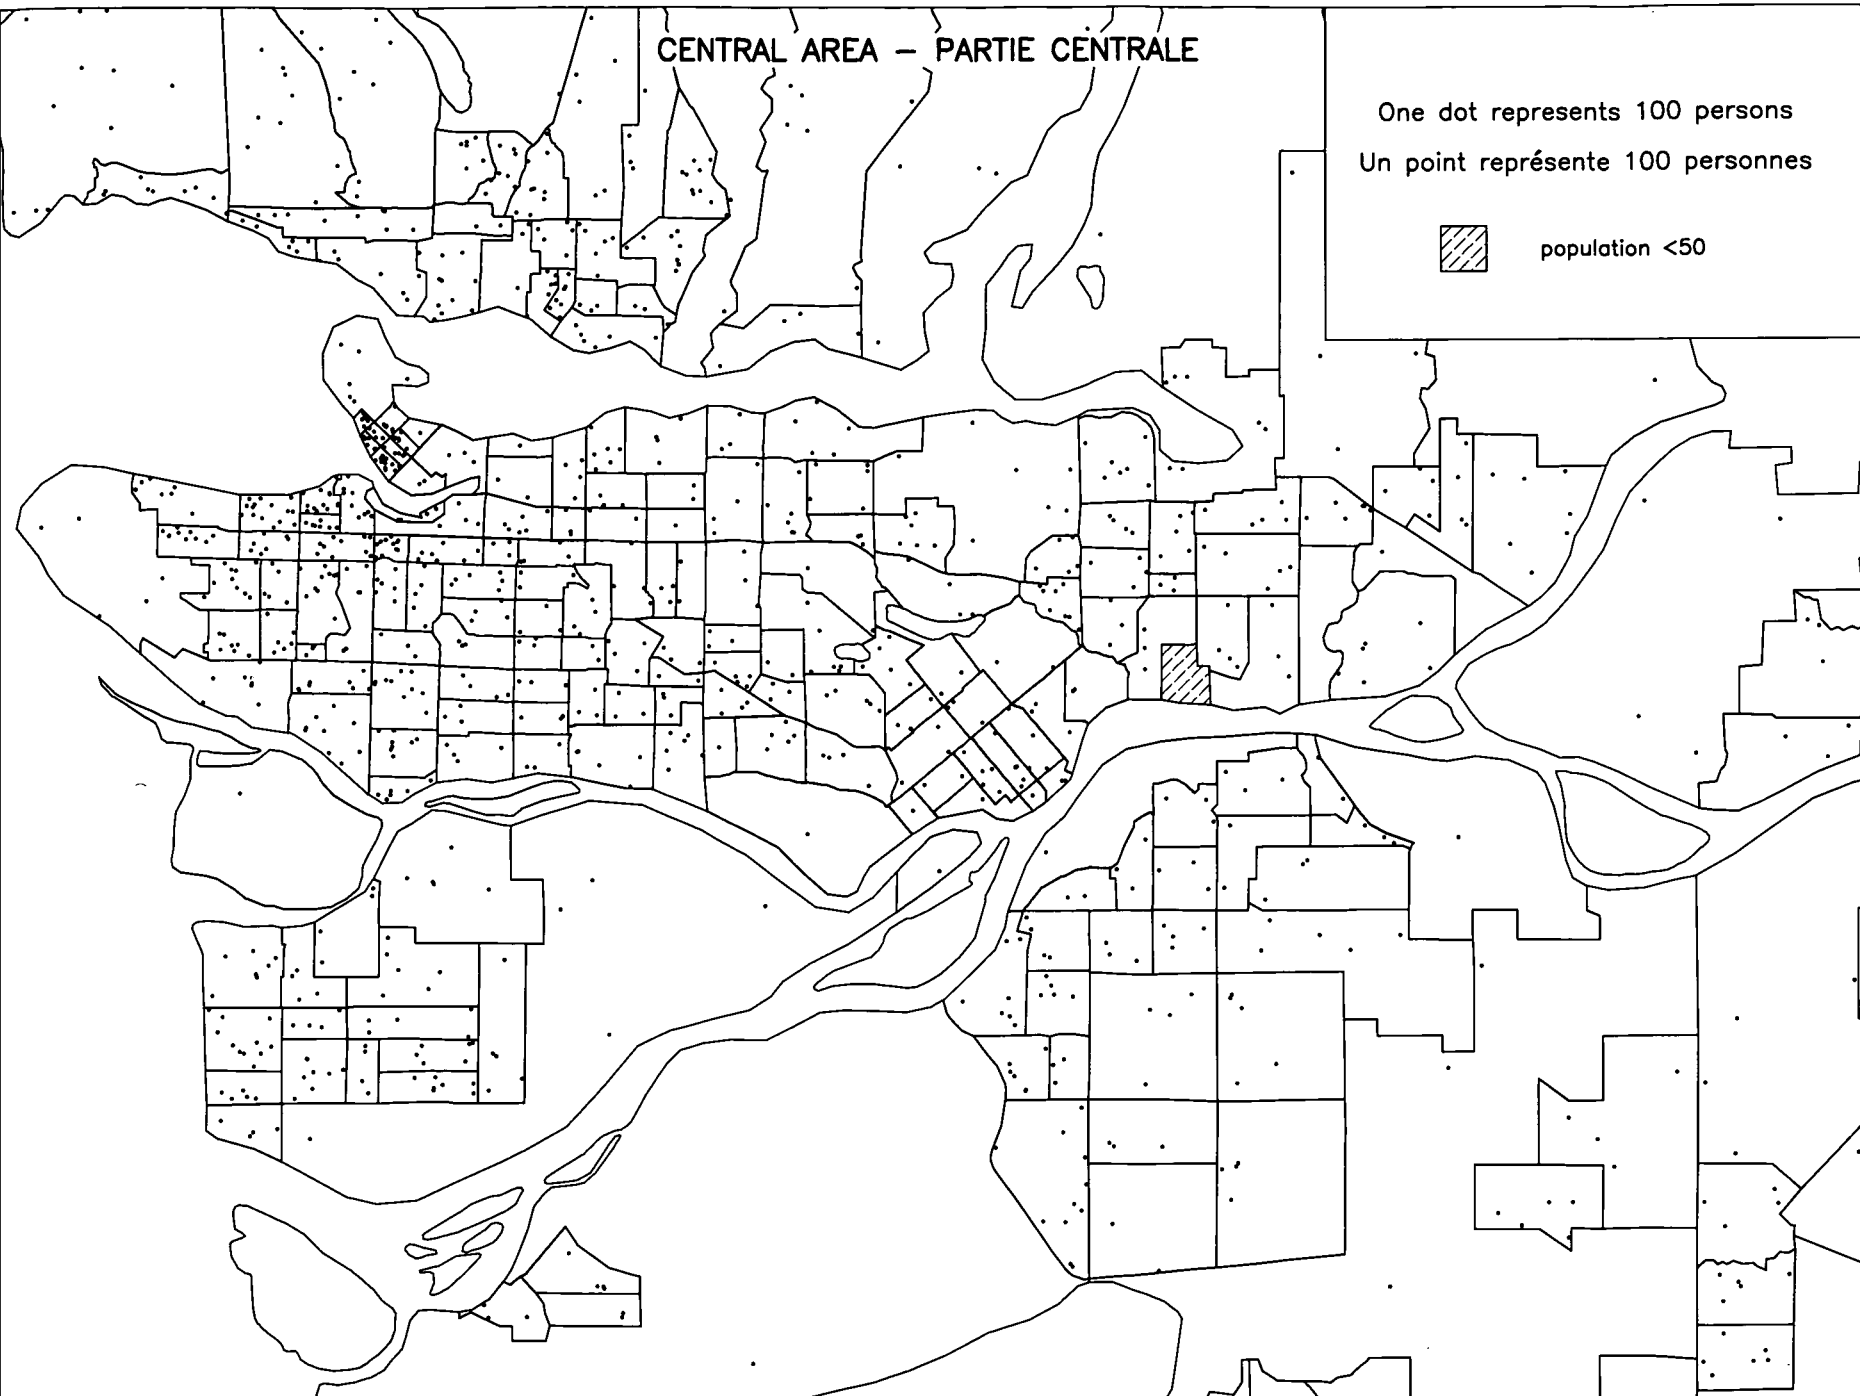 CENTRAL AREA – PARTIE CENTRALE
One dot represents 100 persons
Un point représente 100 personnes
population <50